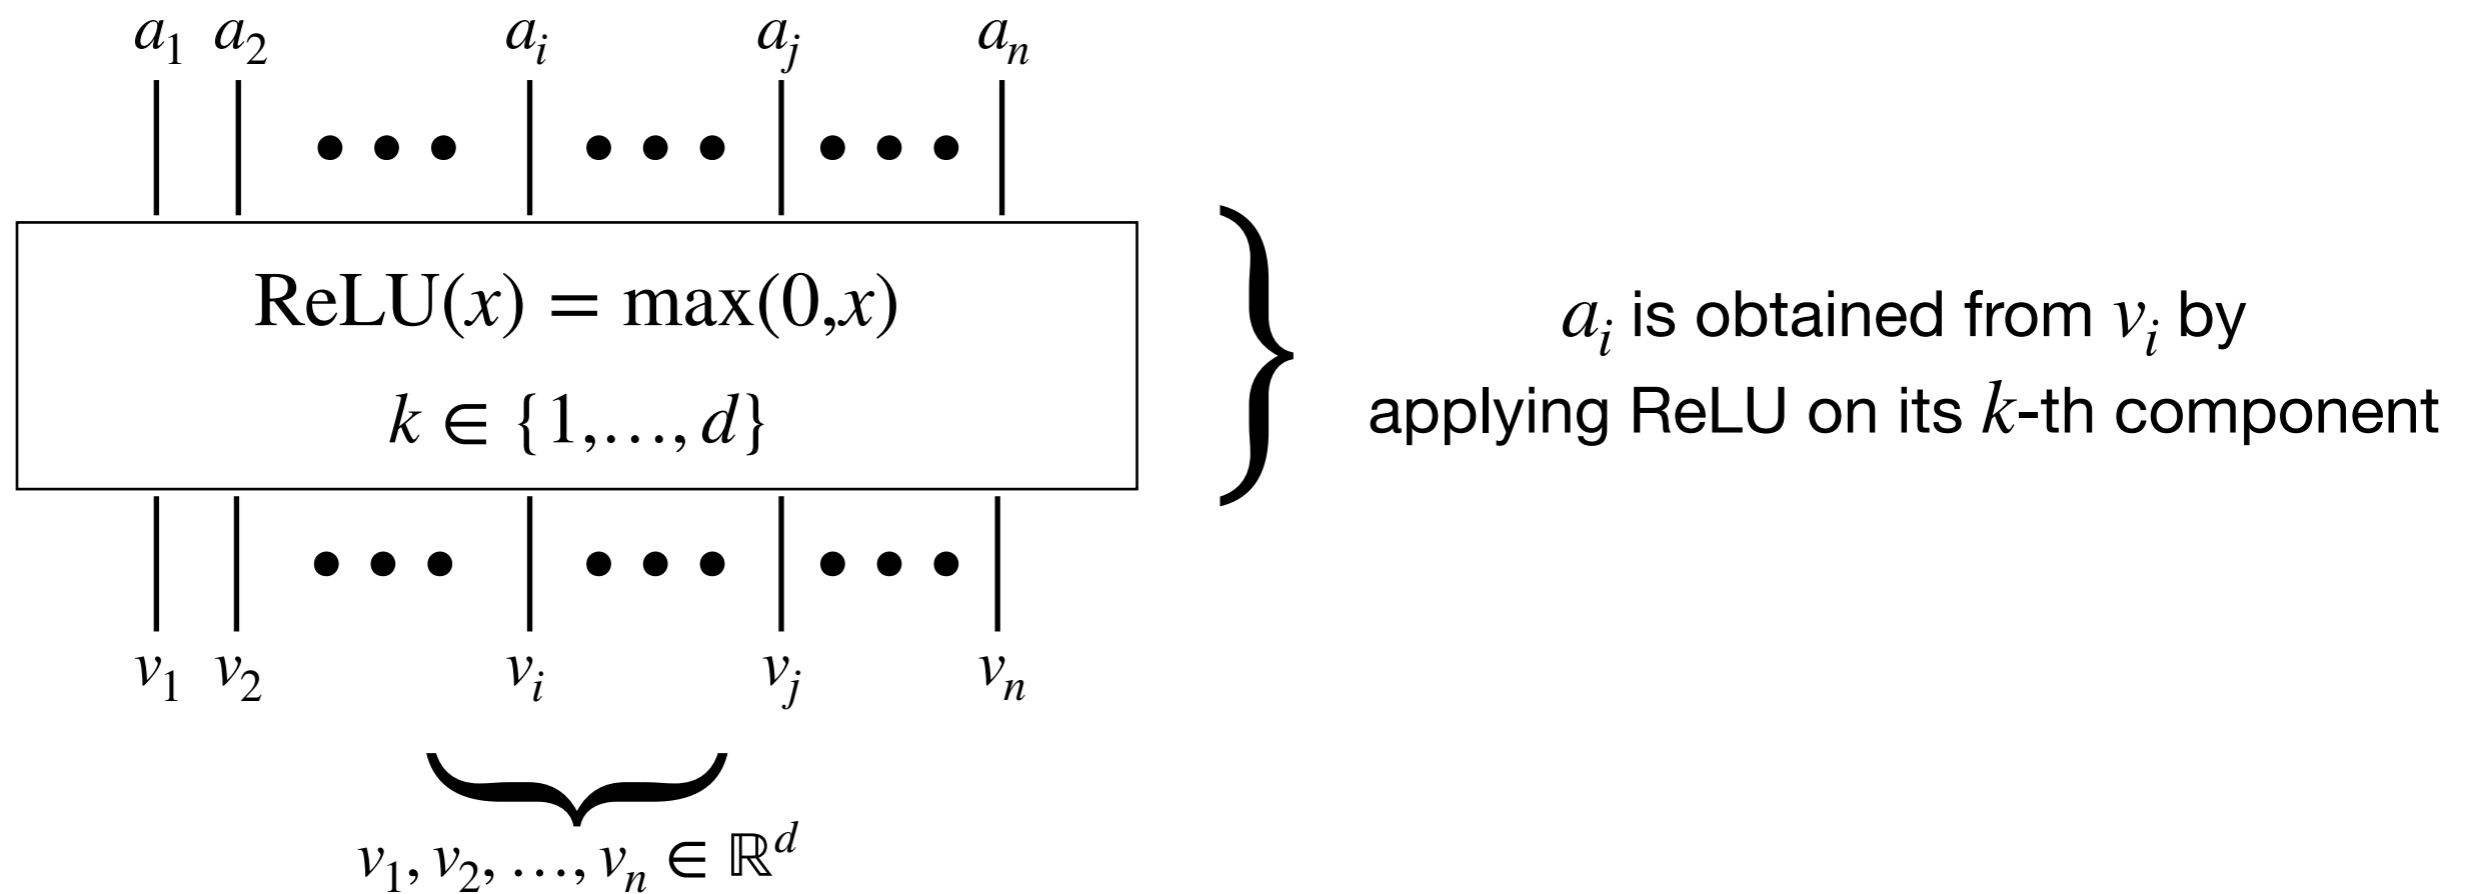 a₁ a₂ aᵢ aⱼ aₙ
ReLU(x) = max(0,x)
k ∈ {1,…, d}
aᵢ is obtained from vᵢ by
applying ReLU on its k-th component
v₁ v₂ vᵢ vⱼ vₙ
v₁, v₂, …, vₙ ∈ ℝᵈ